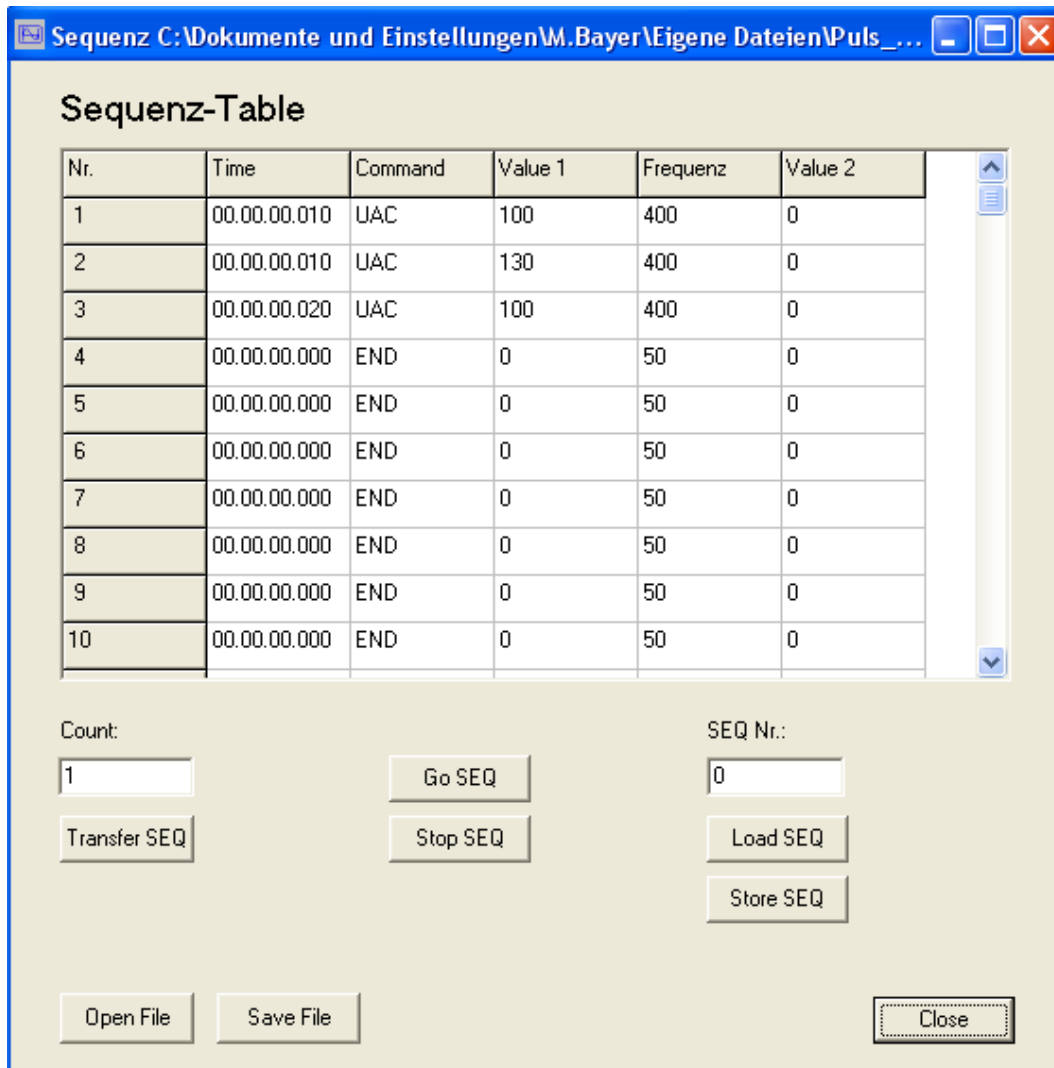 Sequenz C:\Dokumente und Einstellungen\M.Bayer\Eigene Dateien\Puls_...
Sequenz-Table
Nr. Time Command Value 1 Frequenz Value 2
1 00.00.00.010 UAC 100 400 0
2 00.00.00.010 UAC 130 400 0
3 00.00.00.020 UAC 100 400 0
4 00.00.00.000 END 0 50 0
5 00.00.00.000 END 0 50 0
6 00.00.00.000 END 0 50 0
7 00.00.00.000 END 0 50 0
8 00.00.00.000 END 0 50 0
9 00.00.00.000 END 0 50 0
10 00.00.00.000 END 0 50 0
Count: SEQ Nr.:
1 Go SEQ 0
Transfer SEQ Stop SEQ Load SEQ
Store SEQ
Open File Save File Close